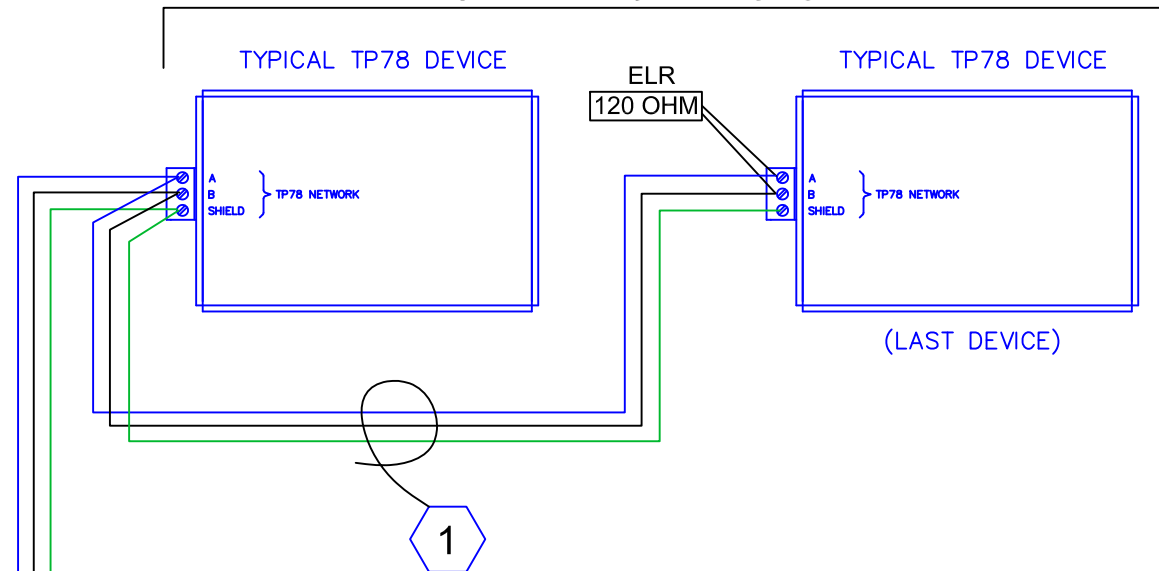 TYPICAL TP78 DEVICE
TYPICAL TP78 DEVICE
ELR
120 OHM
A
B
SHIELD
TP78 NETWORK
A
B
SHIELD
TP78 NETWORK
(LAST DEVICE)
1